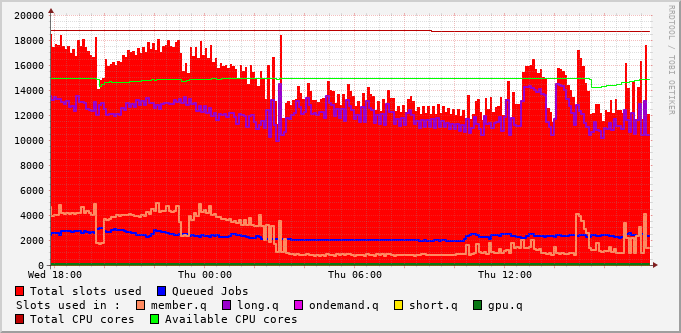 20000
18000
16000
14000
12000
10000
8000
6000
4000
2000
0
Wed 18:00 Thu 00:00 Thu 06:00 Thu 12:00
Total slots used Queued Jobs
Slots used in : member.q long.q ondemand.q short.q gpu.q
Total CPU cores Available CPU cores
RRDTOOL / TOBI OETIKER